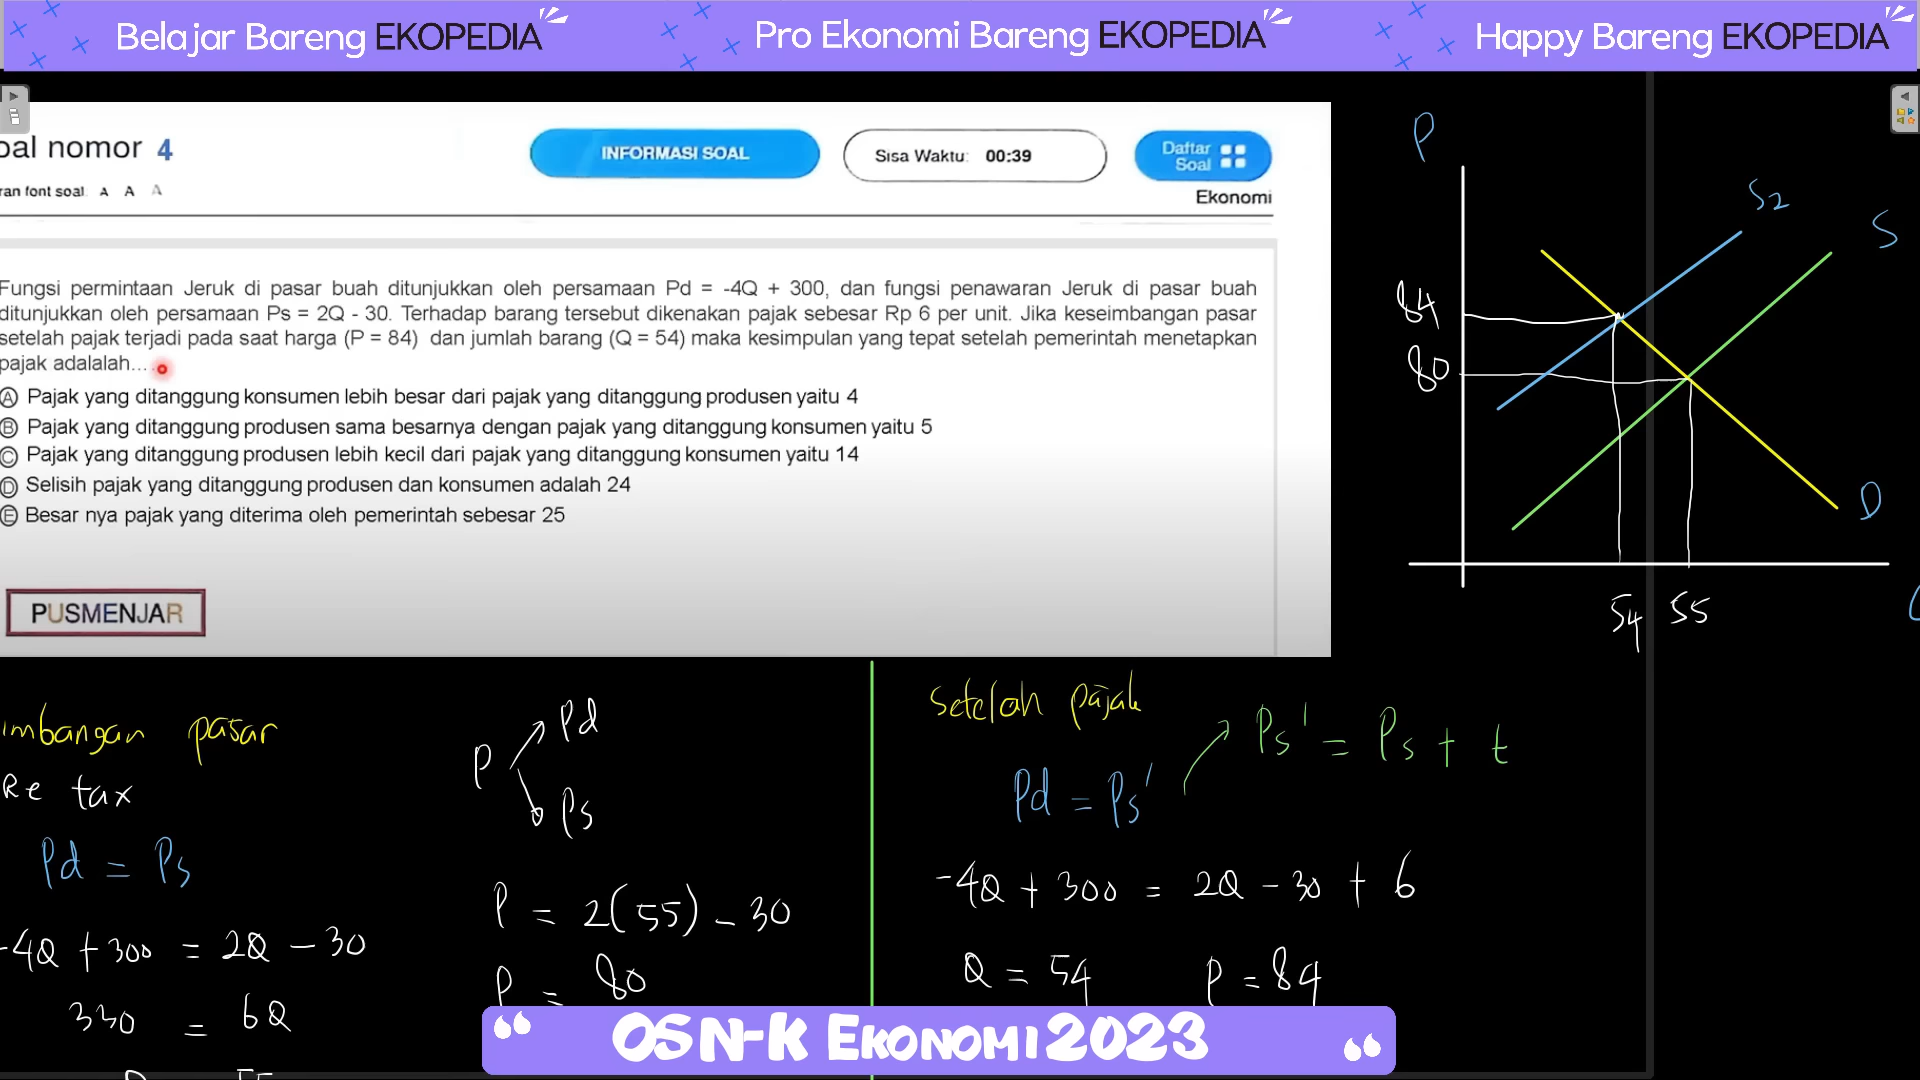 Belajar Bareng EKOPEDIA
Pro Ekonomi Bareng EKOPEDIA
Happy Bareng EKOPEDIA
oal nomor 4
INFORMASI SOAL
Sisa Waktu: 00:39
Daftar Soal
ran font soal A A A
Ekonomi
Fungsi permintaan Jeruk di pasar buah ditunjukkan oleh persamaan Pd = -4Q + 300, dan fungsi penawaran Jeruk di pasar buah
ditunjukkan oleh persamaan Ps = 2Q - 30. Terhadap barang tersebut dikenakan pajak sebesar Rp 6 per unit. Jika keseimbangan pasar
setelah pajak terjadi pada saat harga (P = 84) dan jumlah barang (Q = 54) maka kesimpulan yang tepat setelah pemerintah menetapkan
pajak adalalah...
A Pajak yang ditanggung konsumen lebih besar dari pajak yang ditanggung produsen yaitu 4
B Pajak yang ditanggung produsen sama besarnya dengan pajak yang ditanggung konsumen yaitu 5
C Pajak yang ditanggung produsen lebih kecil dari pajak yang ditanggung konsumen yaitu 14
D Selisih pajak yang ditanggung produsen dan konsumen adalah 24
E Besar nya pajak yang diterima oleh pemerintah sebesar 25
PUSMENJAR
P
S2
S
84
80
D
54 55
imbangan pasar
Re tax
Pd = Ps
-4Q + 300 = 2Q - 30
330 = 6Q
P
Pd
Ps
P = 2(55) - 30
P = 80
Setelah pajak
Pd = Ps'
Ps' = Ps + t
-4Q + 300 = 2Q - 30 + 6
Q = 54 P = 84
OSN-K EKONOMI 2023